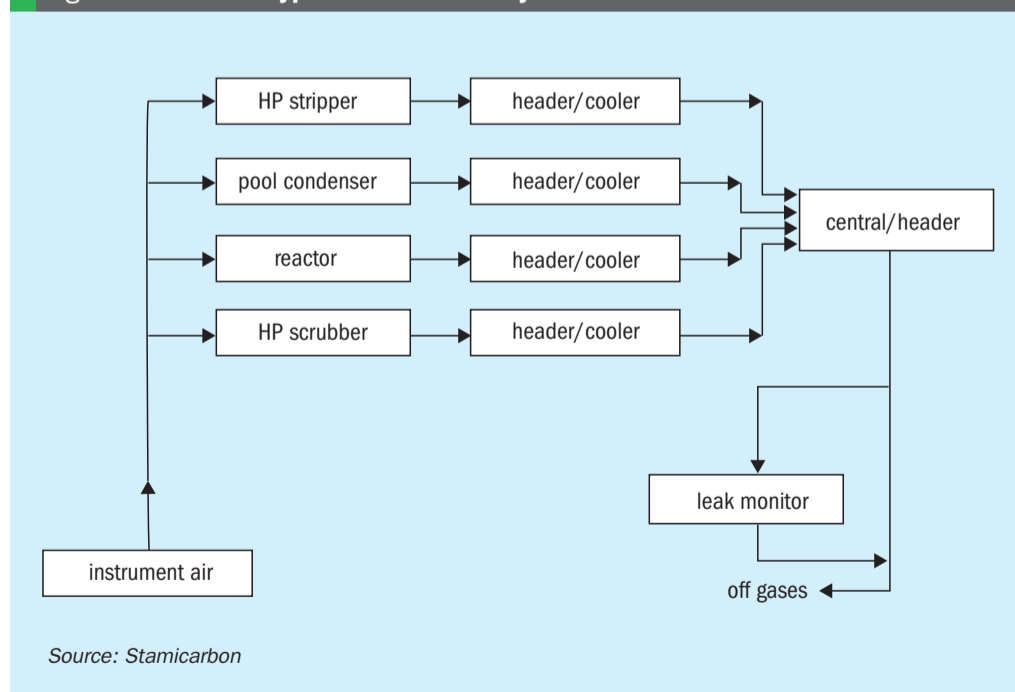 HP stripper
header/cooler
pool condenser
header/cooler
central/header
reactor
header/cooler
HP scrubber
header/cooler
leak monitor
instrument air
off gases
Source: Stamicarbon